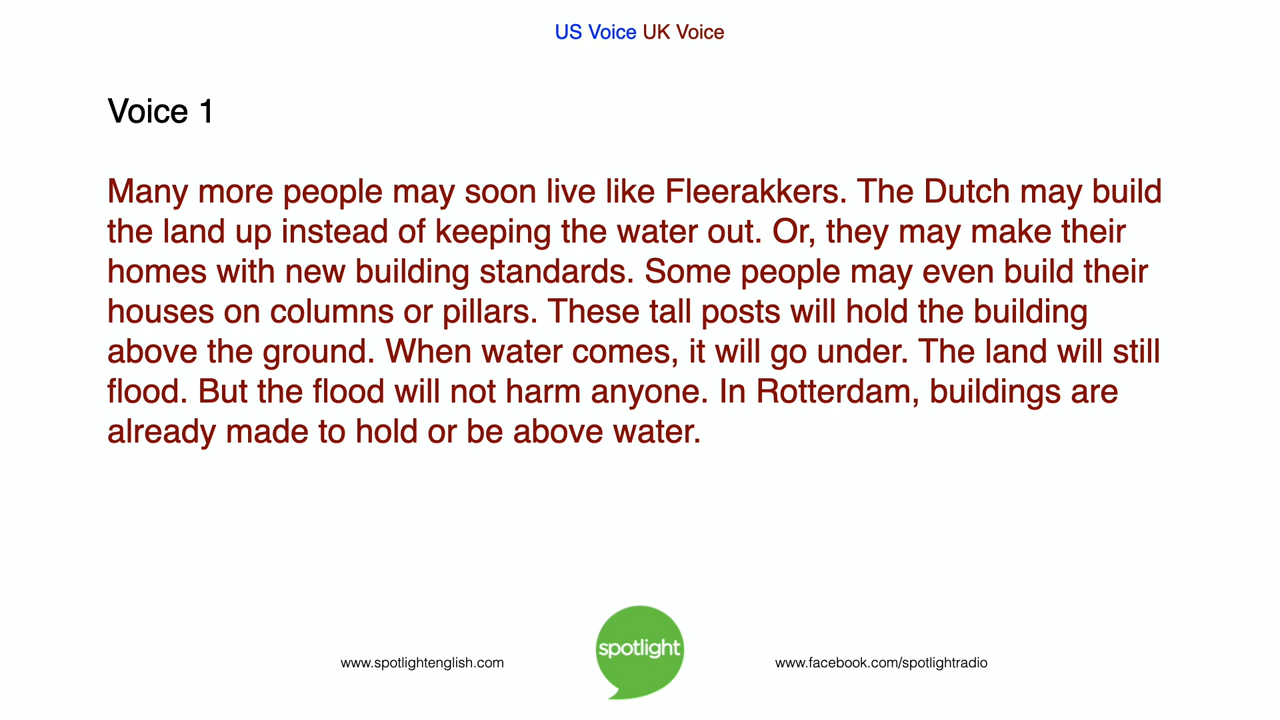 US Voice UK Voice
Voice 1
Many more people may soon live like Fleerakkers. The Dutch may build
the land up instead of keeping the water out. Or, they may make their
homes with new building standards. Some people may even build their
houses on columns or pillars. These tall posts will hold the building
above the ground. When water comes, it will go under. The land will still
flood. But the flood will not harm anyone. In Rotterdam, buildings are
already made to hold or be above water.
www.spotlightenglish.com
spotlight
www.facebook.com/spotlightradio